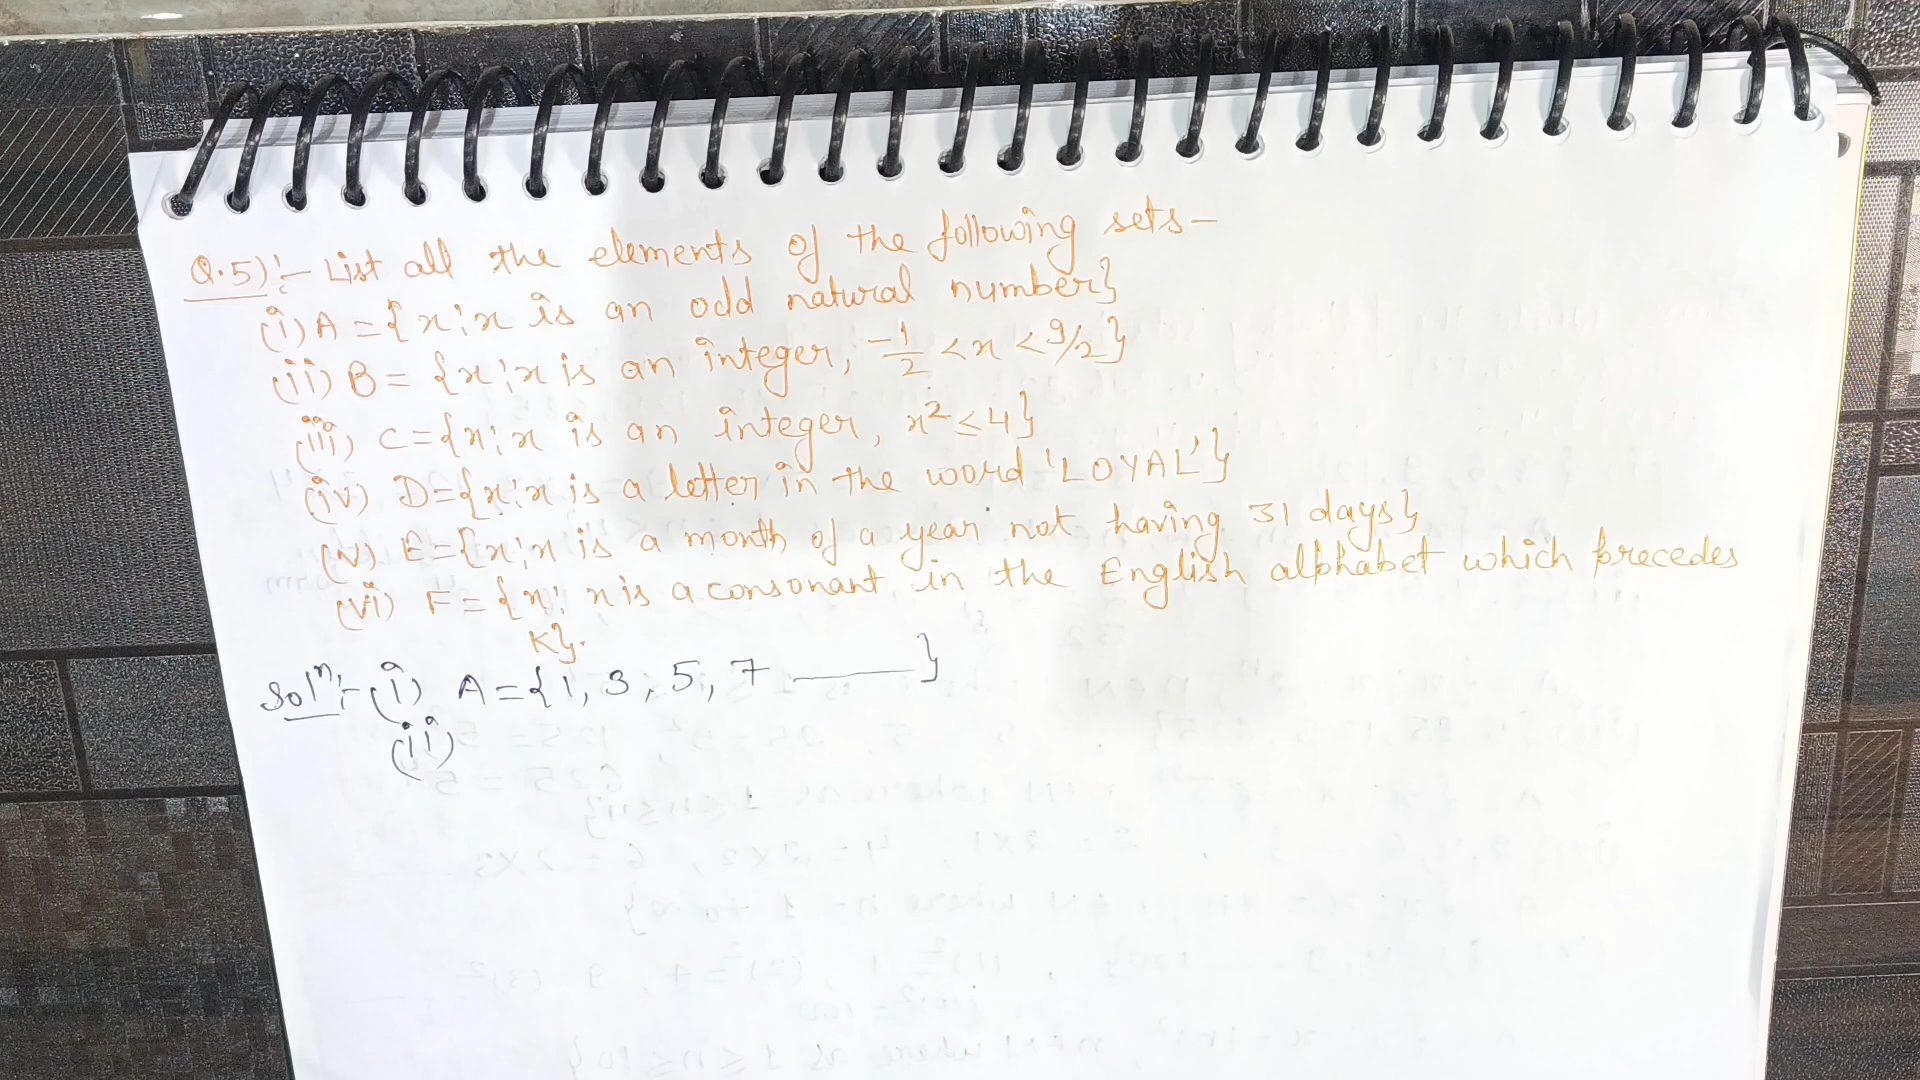 Q.5):- List all the elements of the following sets-
(i) A = {x:x is an odd natural number}
(ii) B = {x:x is an integer, -1/2 < x < 9/2}
(iii) C = {x:x is an integer, x² ≤ 4}
(iv) D = {x:x is a letter in the word 'LOYAL'}
(v) E = {x:x is a month of a year not having 31 days}
(vi) F = {x: x is a consonant in the English alphabet which precedes
K}.
Solⁿ:- (i) A = {1, 3, 5, 7 ——— }
(ii)